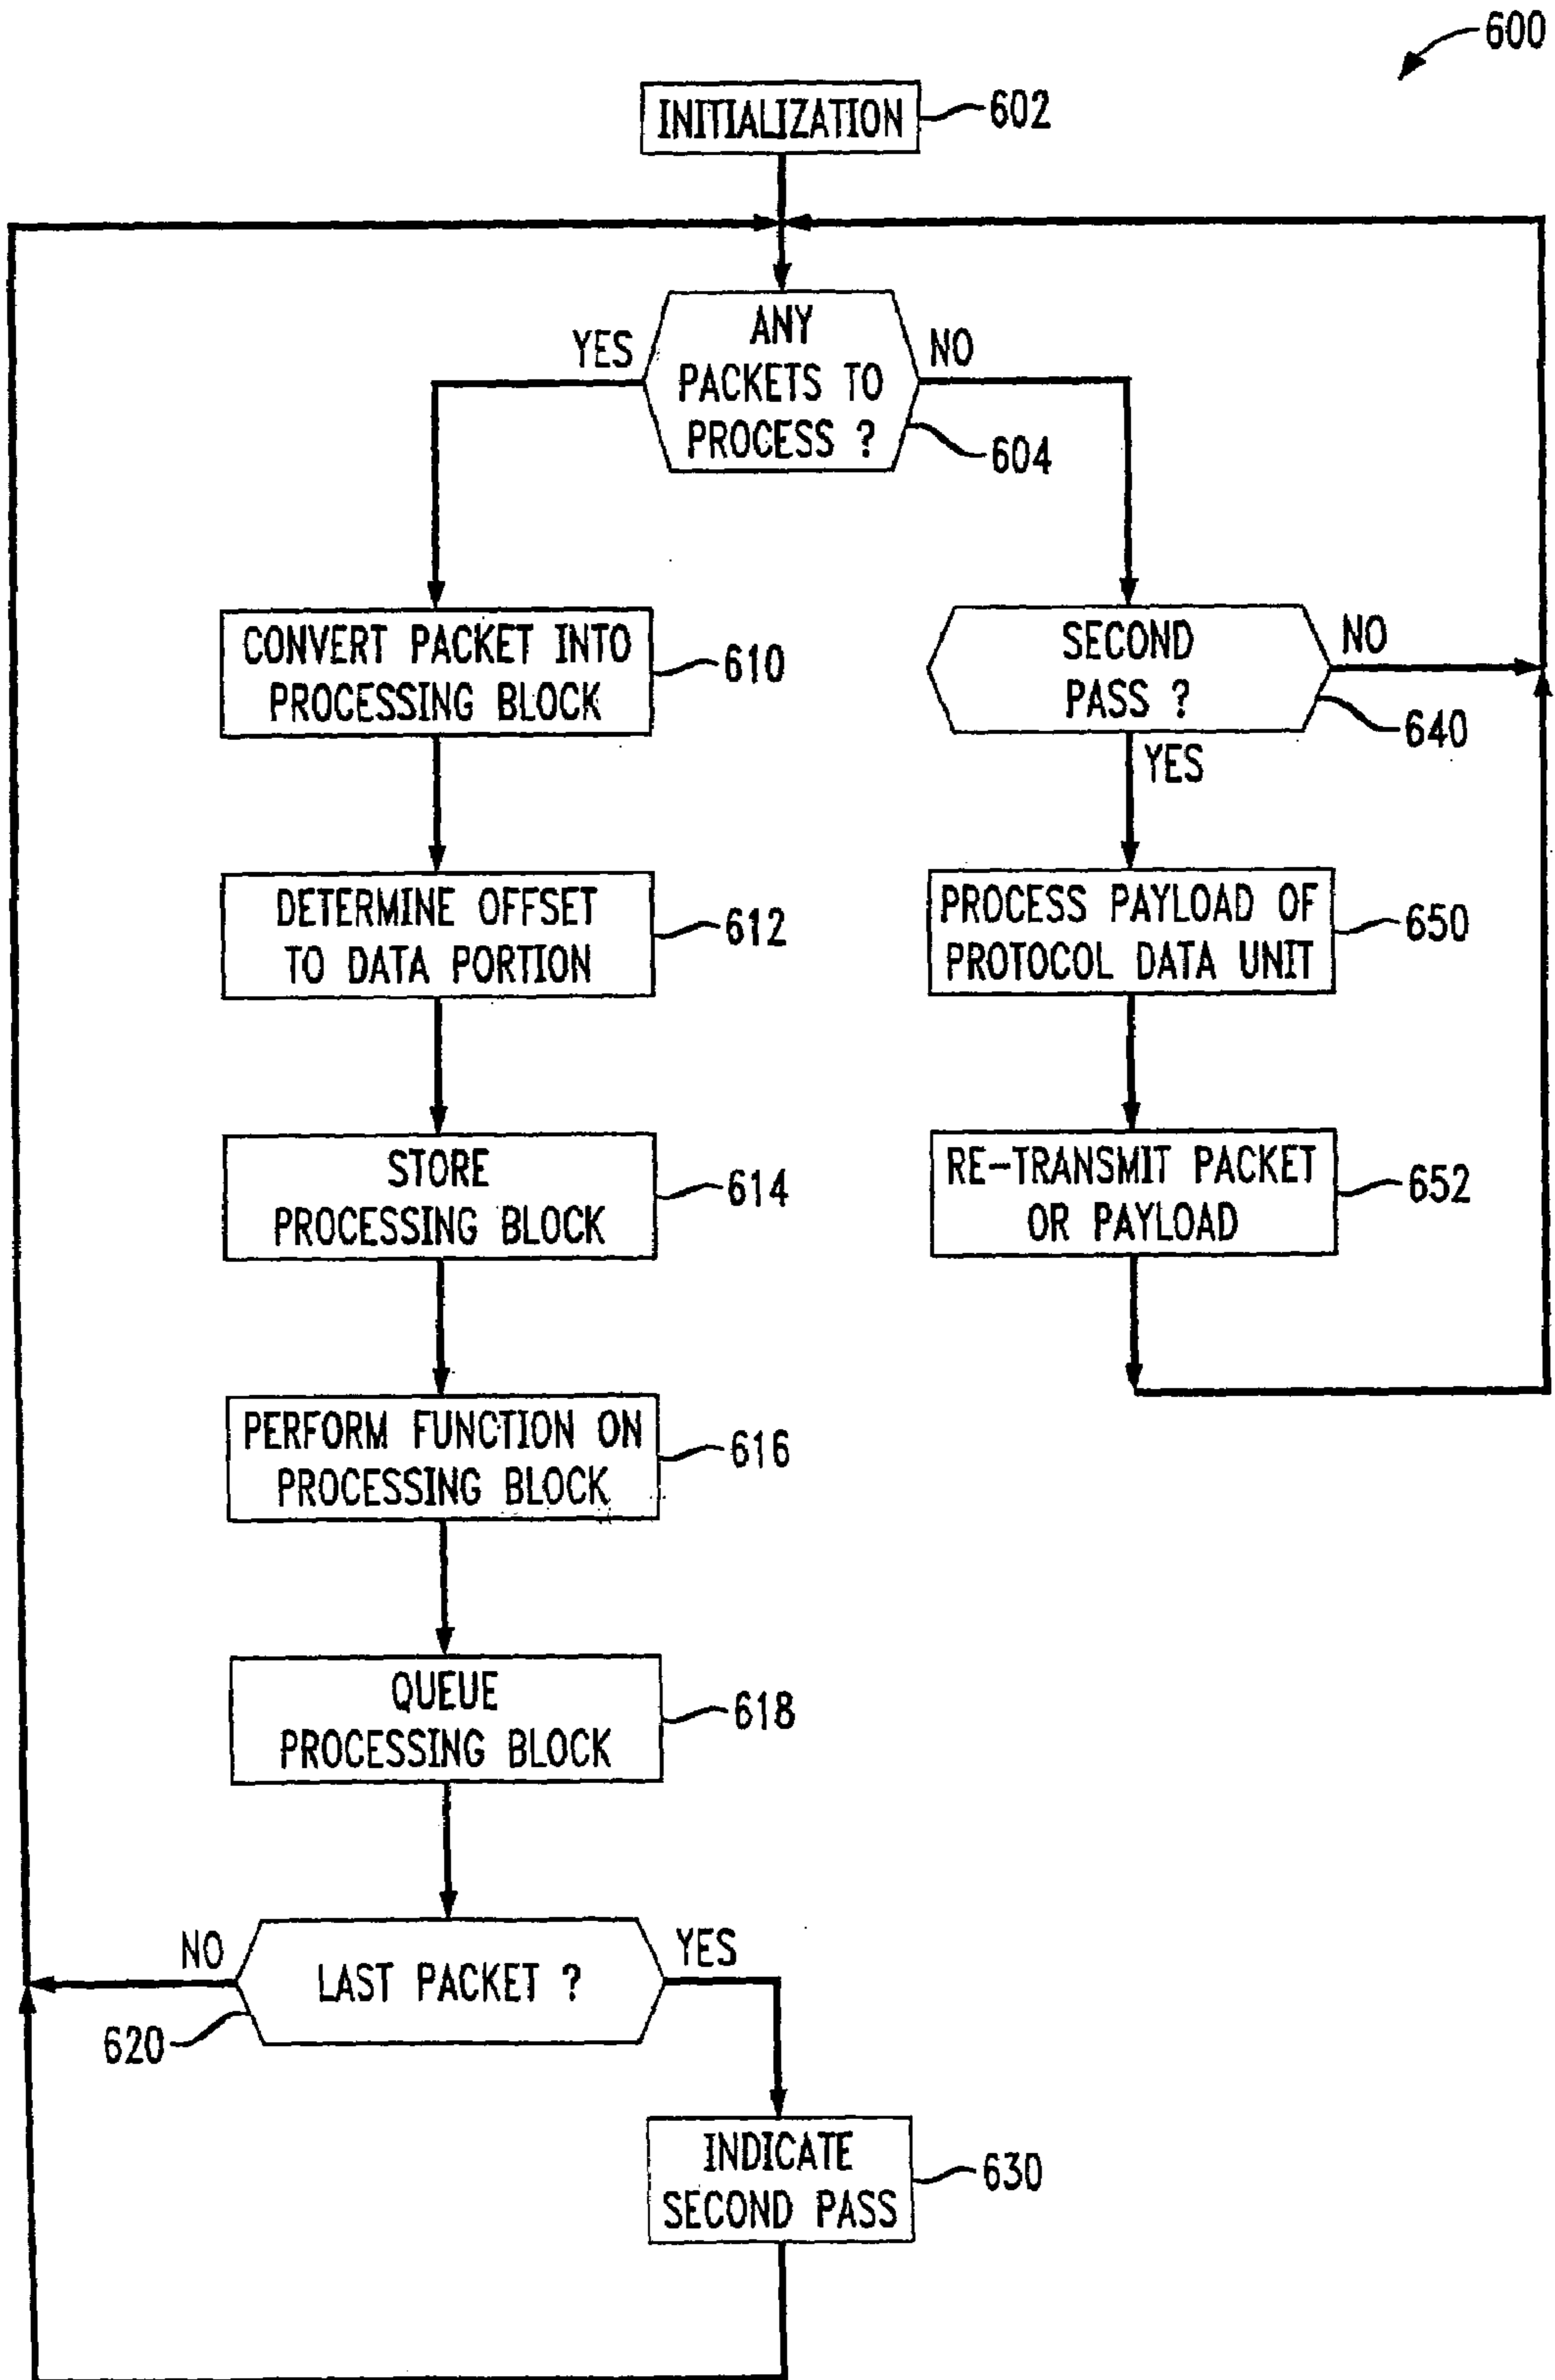 600
INITIALIZATION
602
ANY
PACKETS TO
PROCESS ?
YES
NO
604
CONVERT PACKET INTO
PROCESSING BLOCK
610
SECOND
PASS ?
NO
640
YES
DETERMINE OFFSET
TO DATA PORTION
612
PROCESS PAYLOAD OF
PROTOCOL DATA UNIT
650
STORE
PROCESSING BLOCK
614
RE-TRANSMIT PACKET
OR PAYLOAD
652
PERFORM FUNCTION ON
PROCESSING BLOCK
616
QUEUE
PROCESSING BLOCK
618
NO
LAST PACKET ?
YES
620
INDICATE
SECOND PASS
630